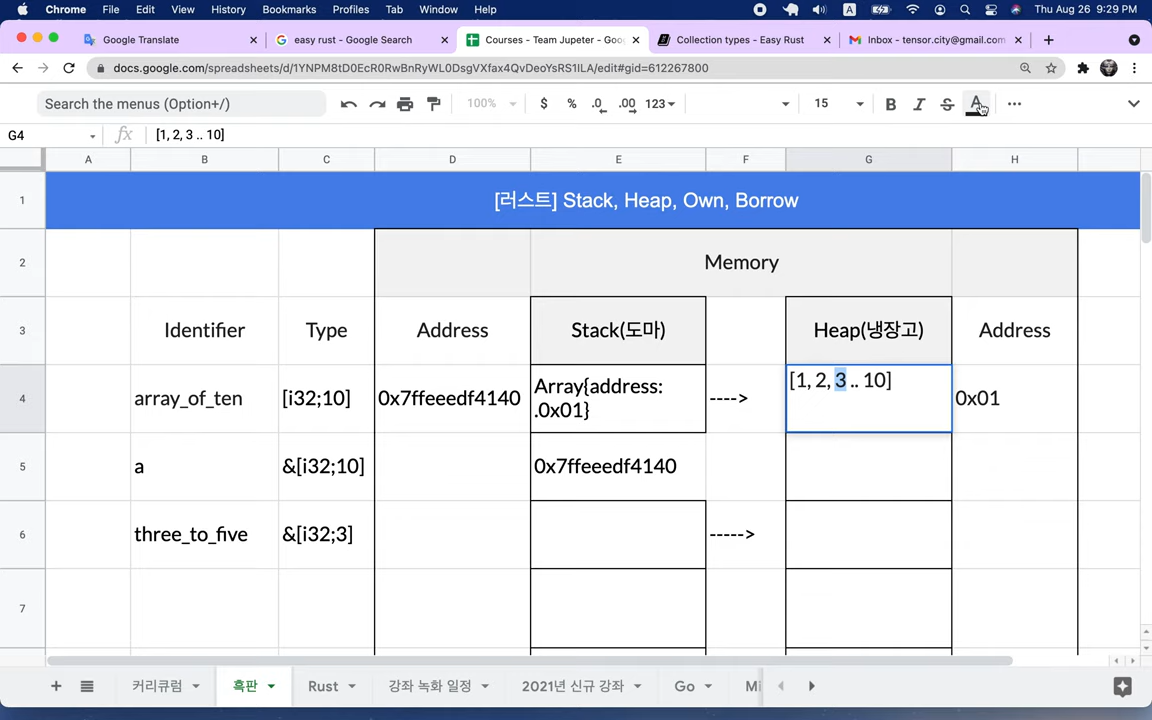 Chrome File Edit View History Bookmarks Profiles Tab Window Help A Thu Aug 26 9:29 PM
Google Translate
easy rust - Google Search
Courses - Team Jupeter - Goo
Collection types - Easy Rust
Inbox - tensor.city@gmail.com
docs.google.com/spreadsheets/d/1YNPM8tD0EcR0RwBnRyWL0DsgVXfax4QvDeoYsRS1ILA/edit#gid=612267800
Search the menus (Option+/) 100% $ % .0 .00 123 15 B I S A
G4 fx [1, 2, 3 .. 10]
A B C D E F G H
1 [러스트] Stack, Heap, Own, Borrow
2 Memory
3 Identifier Type Address Stack(도마) Heap(냉장고) Address
4 array_of_ten [i32;10] 0x7ffeeedf4140 Array{address: .0x01} ----> [1, 2, 3 .. 10] 0x01
5 a &[i32;10] 0x7ffeeedf4140
6 three_to_five &[i32;3] ----->
7
커리큘럼 흑판 Rust 강좌 녹화 일정 2021년 신규 강좌 Go Mi